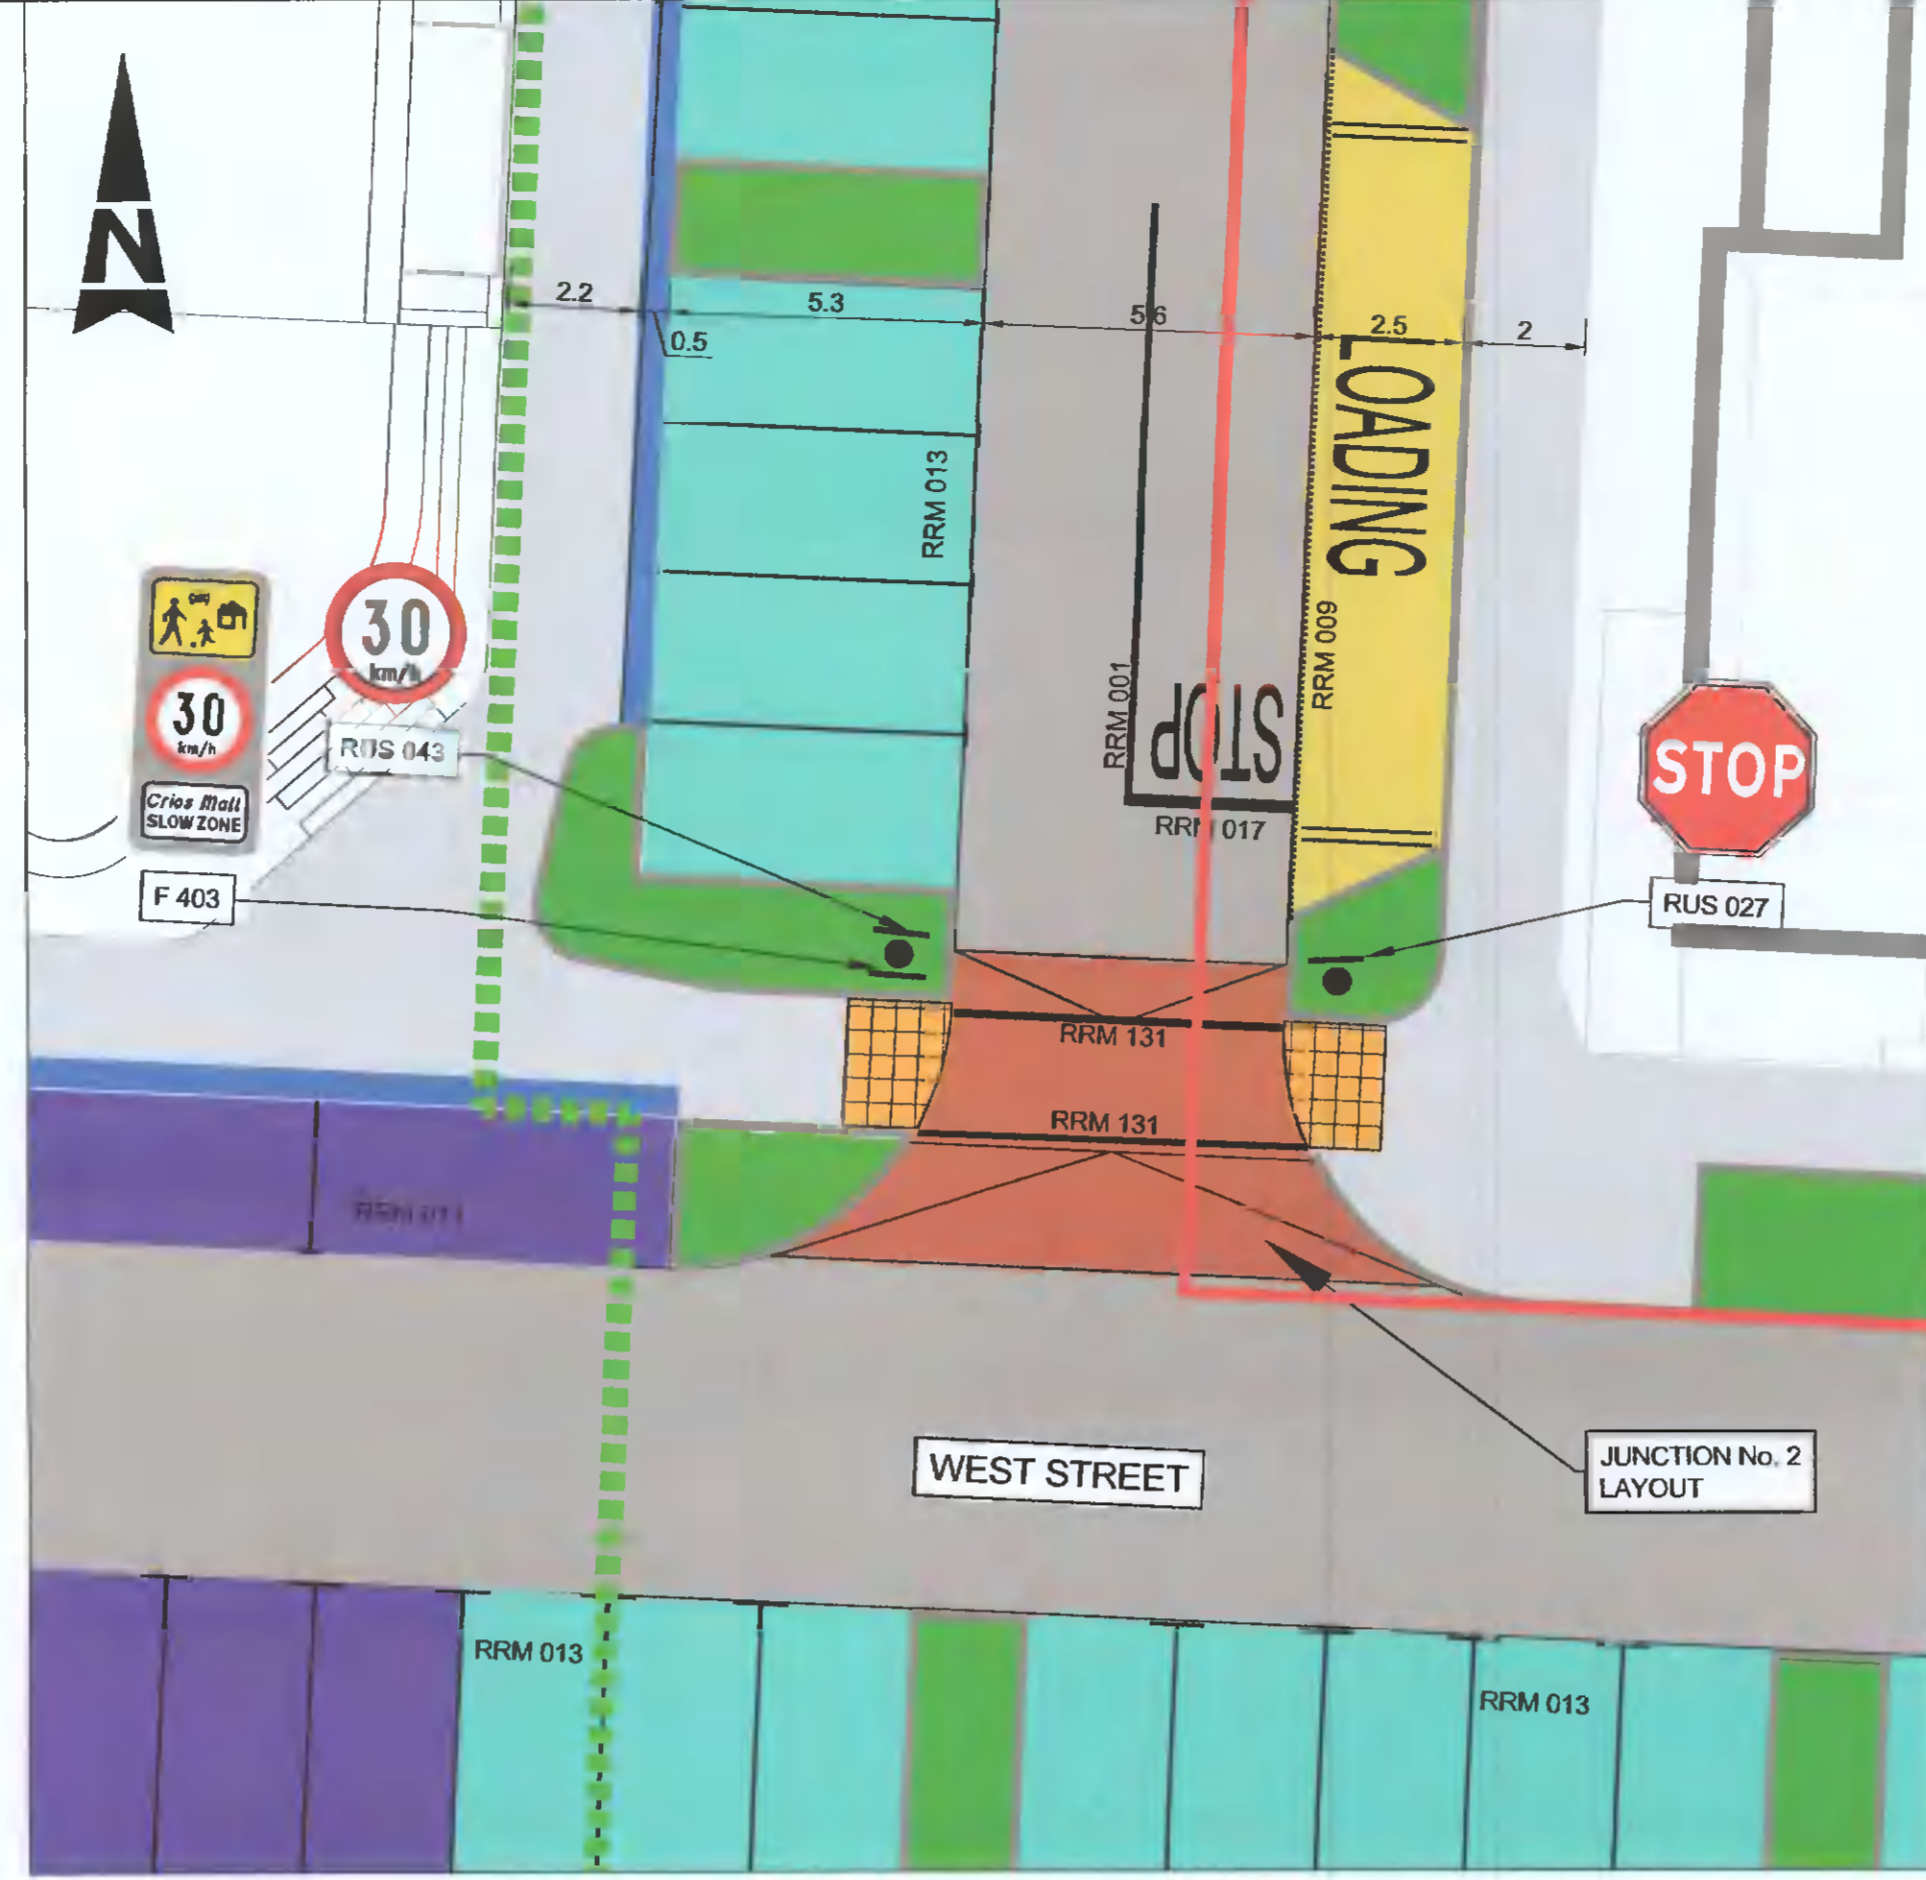 N
2.2
0.5
5.3
5.6
2.5
2
LOADING
RRM 013
RRM 001
RRM 009
STOP
RRM 017
30
km/h
30
km/h
Crios Mall
SLOW ZONE
RUS 043
F 403
STOP
RUS 027
RRM 131
RRM 131
WEST STREET
JUNCTION No. 2
LAYOUT
RRM 013
RRM 013